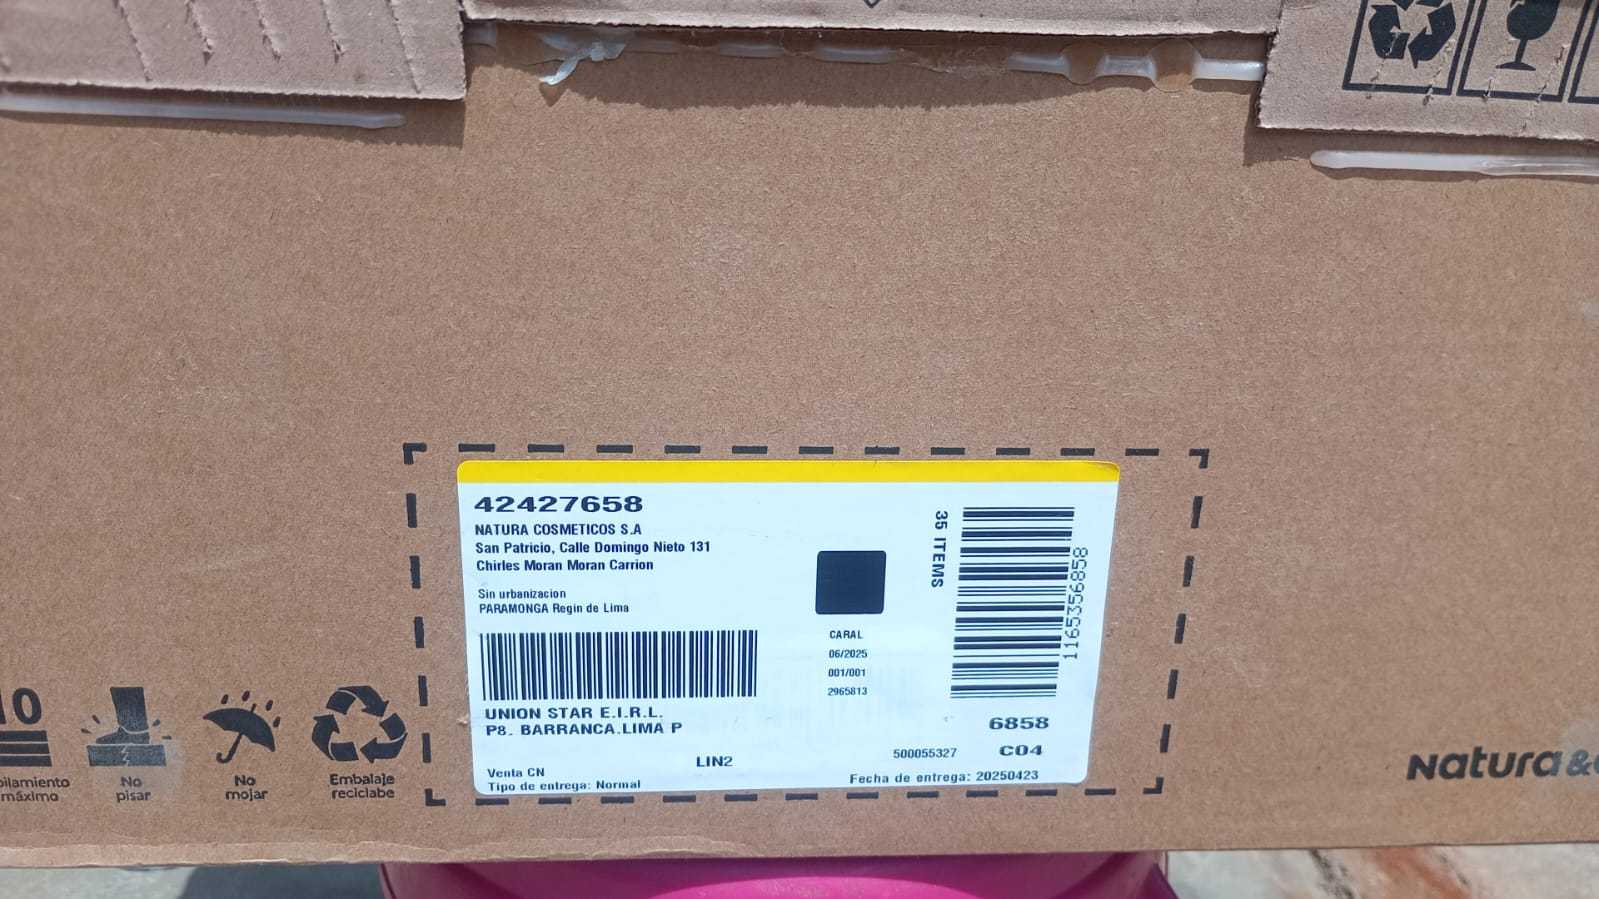 42427658
NATURA COSMETICOS S.A
San Patricio, Calle Domingo Nieto 131
Chirles Moran Moran Carrion
Sin urbanizacion
PARAMONGA Regin de Lima
UNION STAR E.I.R.L.
P8. BARRANCA.LIMA P
LIN2
Venta CN
Tipo de entrega: Normal
CARAL
06/2025
001/001
2965813
35 ITEMS
1165356858
6858
500055327
C04
Fecha de entrega: 20250423
10
máximo
No
pisar
No
mojar
Embalaje
reciclabe
Natura&